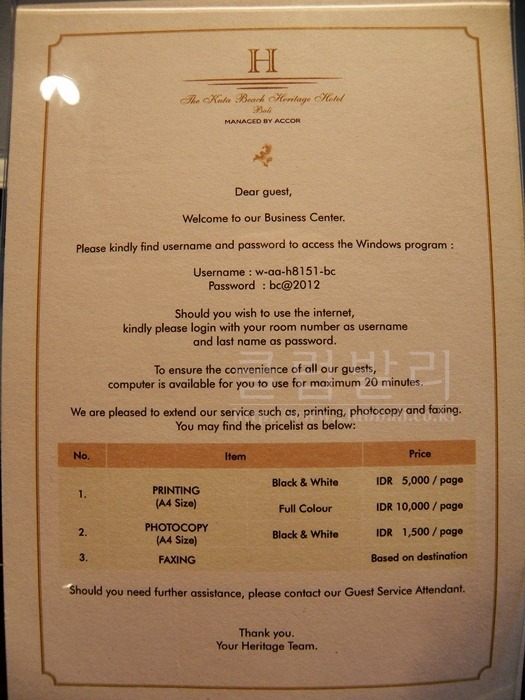 H
The Kuta Beach Heritage Hotel
Bali
MANAGED BY ACCOR
Dear guest,
Welcome to our Business Center.
Please kindly find username and password to access the Windows program :
Username : w-aa-h8151-bc
Password : bc@2012
Should you wish to use the internet,
kindly please login with your room number as username
and last name as password.
To ensure the convenience of all our guests,
computer is available for you to use for maximum 20 minutes.
클럽발리
We are pleased to extend our service such as, printing, photocopy and faxing.
You may find the pricelist as below:
No. Item Price
1. PRINTING (A4 Size) Black & White IDR 5,000 / page
Full Colour IDR 10,000 / page
2. PHOTOCOPY (A4 Size) Black & White IDR 1,500 / page
3. FAXING Based on destination
Should you need further assistance, please contact our Guest Service Attendant.
Thank you.
Your Heritage Team.